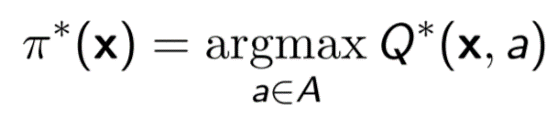 π*(x) = argmax Q*(x, a)
a∈A